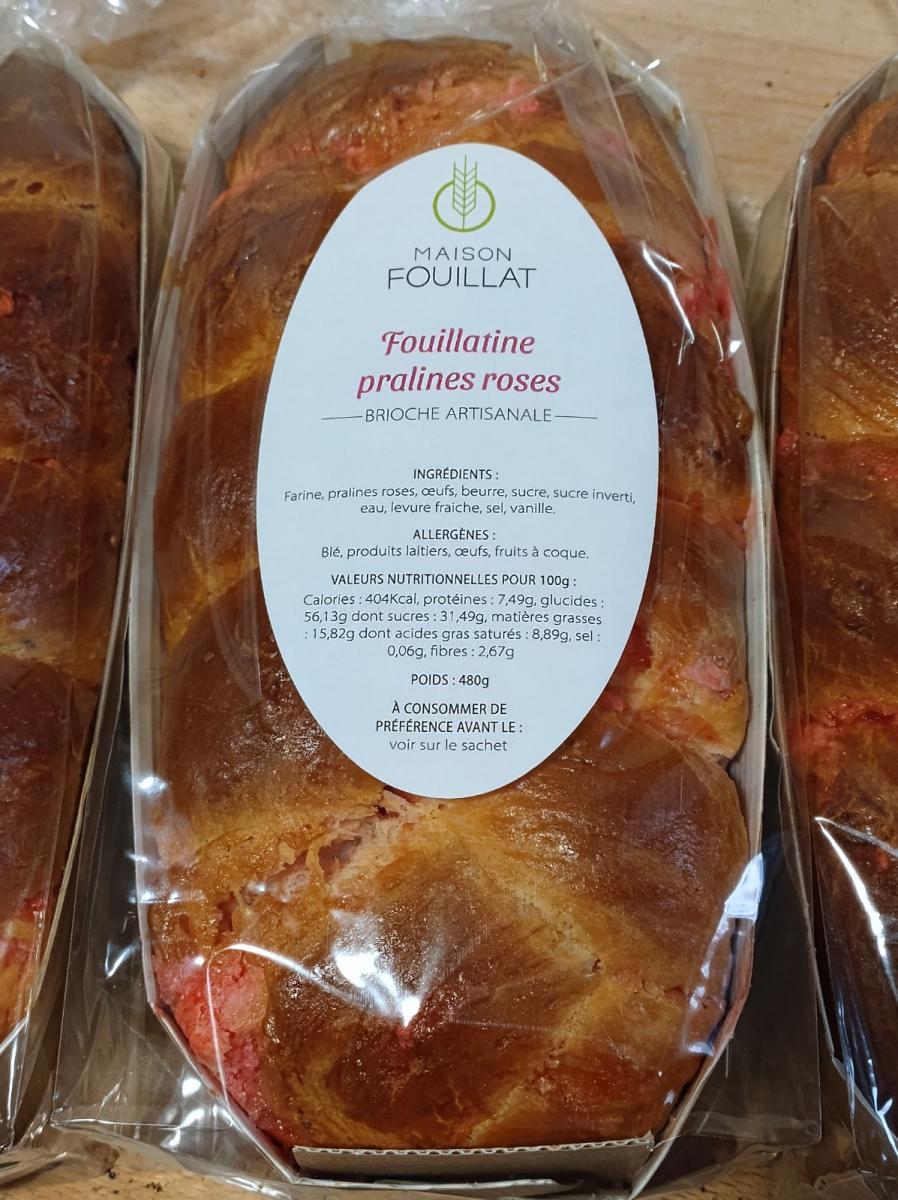 MAISON
FOUILLAT
Fouillatine
pralines roses
BRIOCHE ARTISANALE
INGRÉDIENTS :
Farine, pralines roses, œufs, beurre, sucre, sucre inverti,
eau, levure fraiche, sel, vanille.
ALLERGÈNES :
Blé, produits laitiers, œufs, fruits à coque.
VALEURS NUTRITIONNELLES POUR 100g :
Calories : 404Kcal, protéines : 7,49g, glucides :
56,13g dont sucres : 31,49g, matières grasses
: 15,82g dont acides gras saturés : 8,89g, sel :
0,06g, fibres : 2,67g
POIDS : 480g
À CONSOMMER DE
PRÉFÉRENCE AVANT LE :
voir sur le sachet